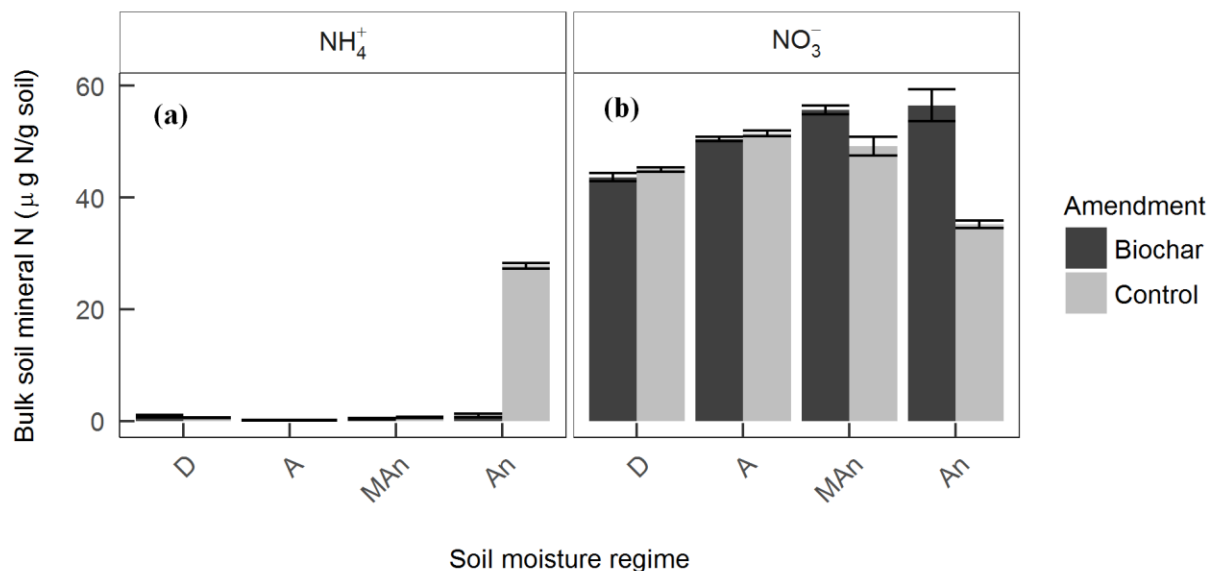 NH₄⁺
NO₃⁻
Bulk soil mineral N (μ g N/g soil)
60
40
20
0
(a)
(b)
D
A
MAn
An
D
A
MAn
An
Soil moisture regime
Amendment
Biochar
Control